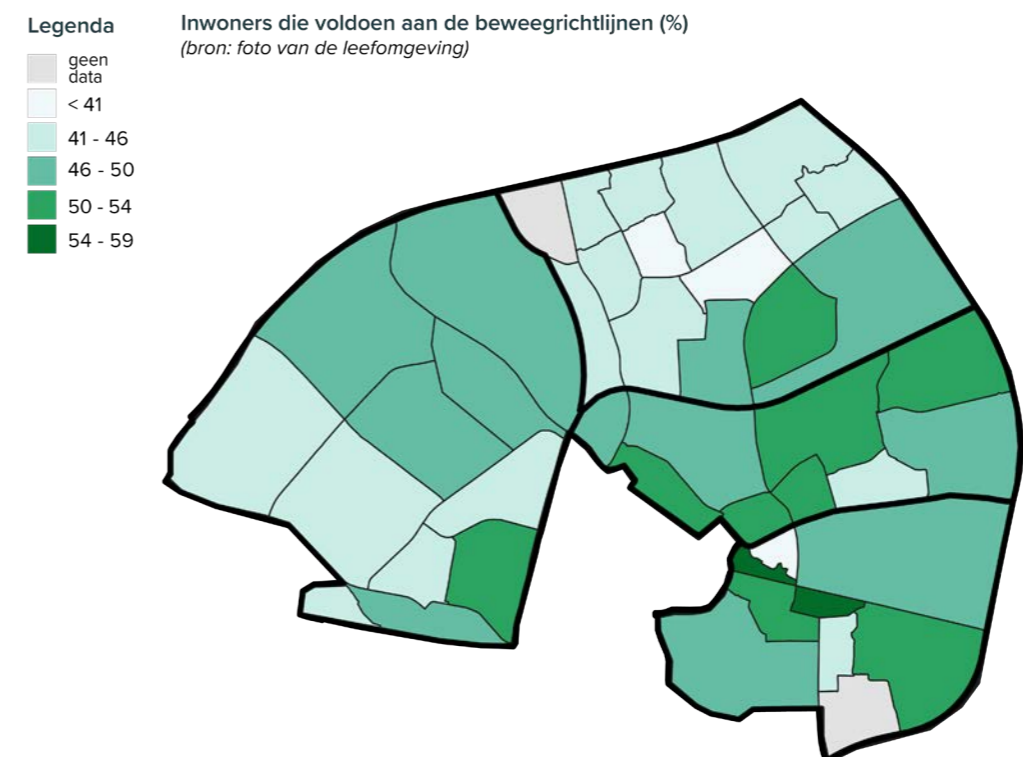 Legenda
geen
data
< 41
41 - 46
46 - 50
50 - 54
54 - 59
Inwoners die voldoen aan de beweegrichtlijnen (%)
(bron: foto van de leefomgeving)